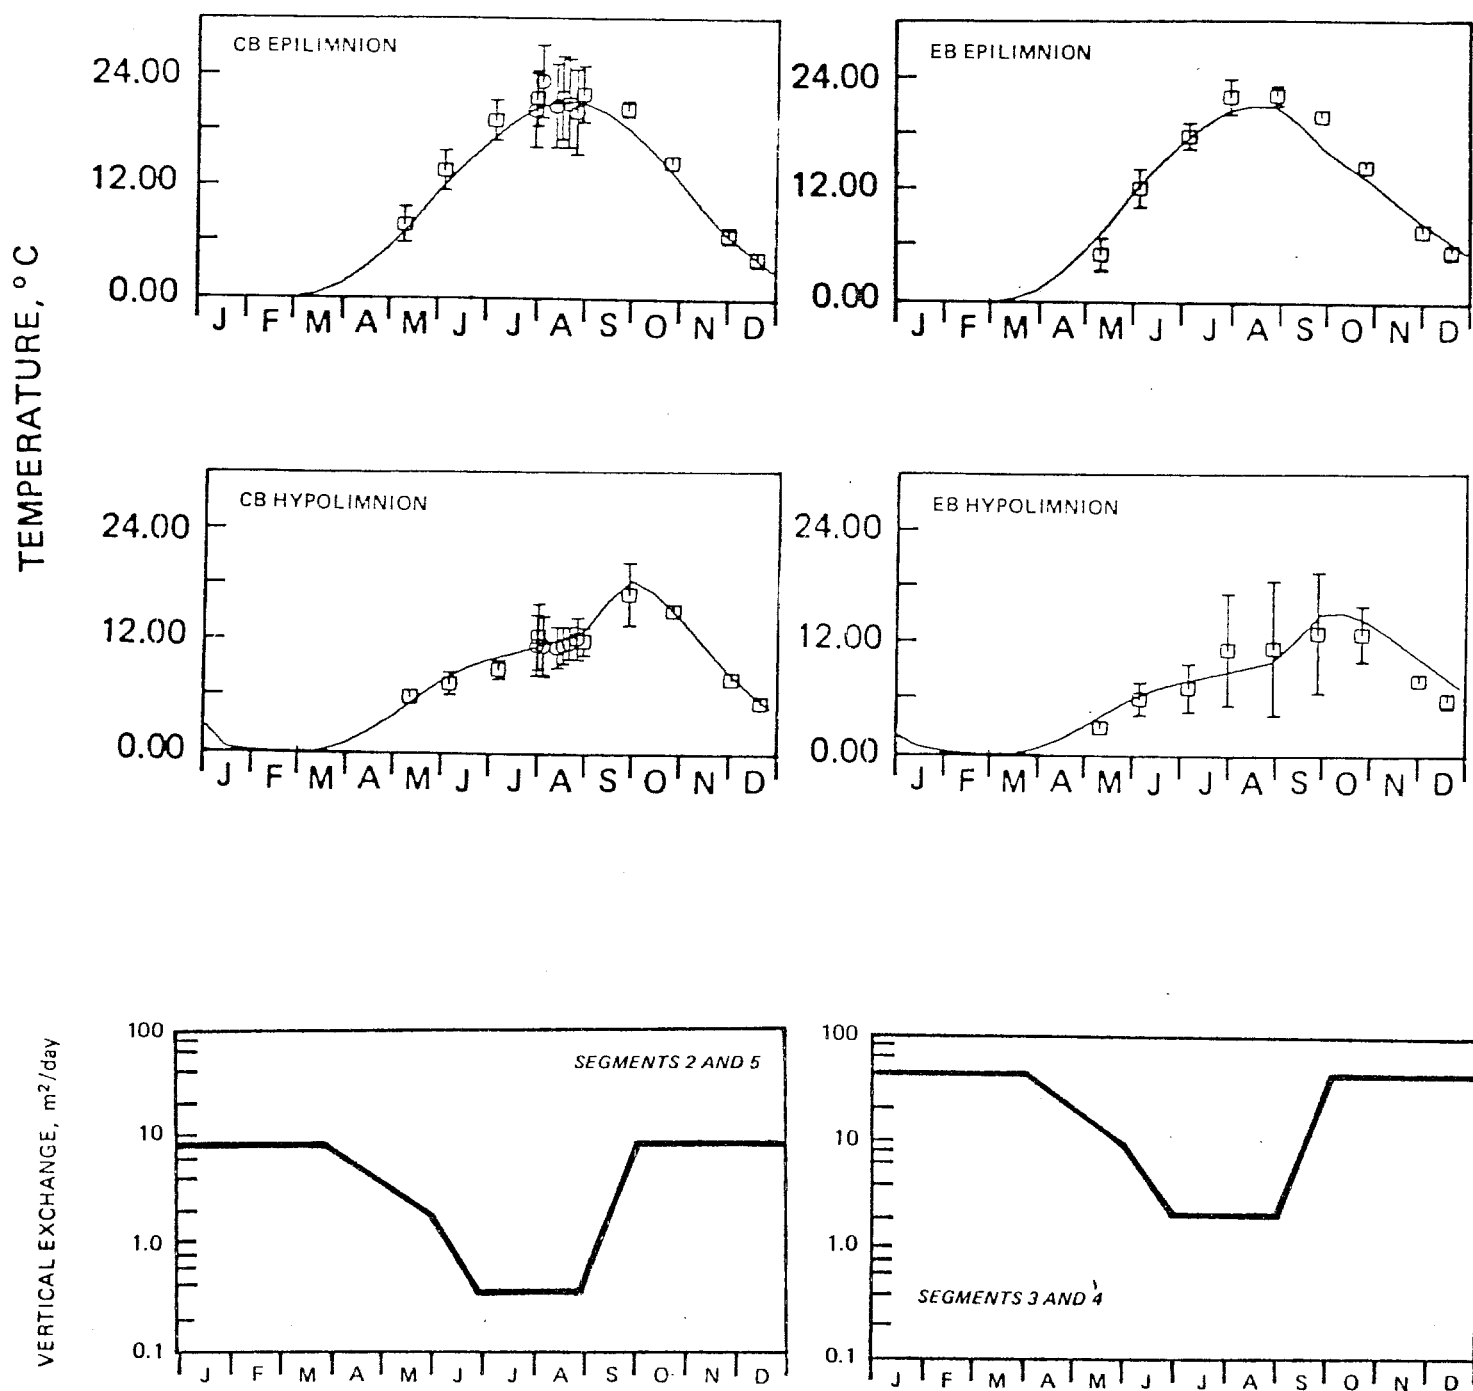 TEMPERATURE, °C
CB EPILIMNION
24.00
12.00
0.00
J F M A M J J A S O N D
EB EPILIMNION
24.00
12.00
0.00
J F M A M J J A S O N D
CB HYPOLIMNION
24.00
12.00
0.00
J F M A M J J A S O N D
EB HYPOLIMNION
24.00
12.00
0.00
J F M A M J J A S O N D
VERTICAL EXCHANGE, m²/day
SEGMENTS 2 AND 5
100
10
1.0
0.1
J F M A M J J A S O N D
SEGMENTS 3 AND 4
100
10
1.0
0.1
J F M A M J J A S O N D